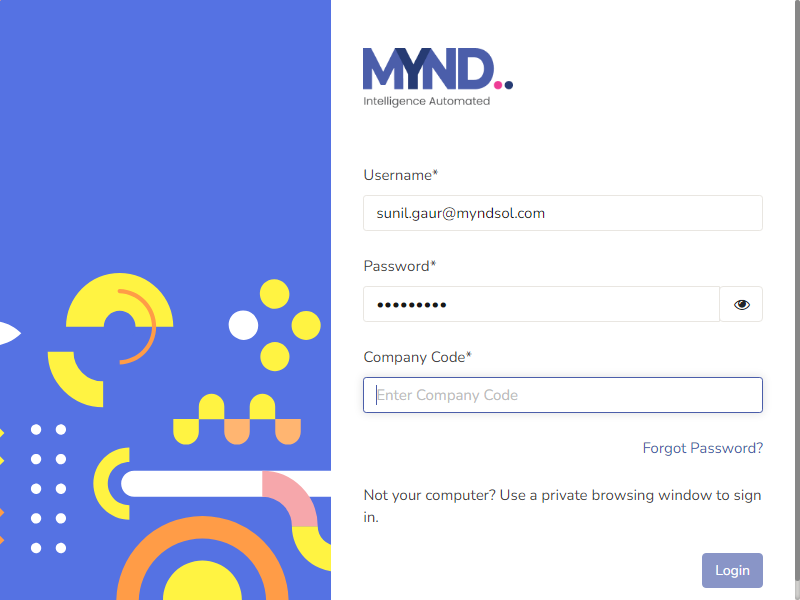 MYND
Intelligence Automated
Username*
sunil.gaur@myndsol.com
Password*
•••••••••
Company Code*
Enter Company Code
Forgot Password?
Not your computer? Use a private browsing window to sign
in.
Login